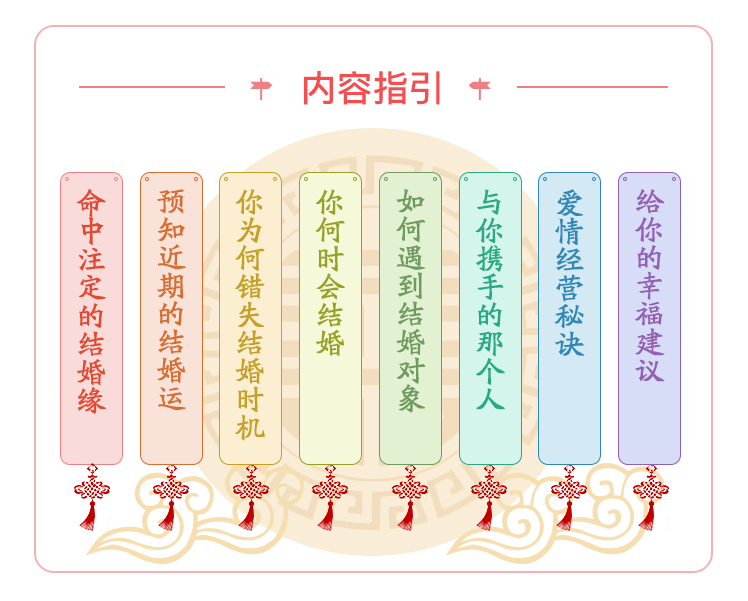 内容指引
命中注定的结婚缘
预知近期的结婚运
你为何错失结婚时机
你何时会结婚
如何遇到结婚对象
与你携手的那个人
爱情经营秘诀
给你的幸福建议